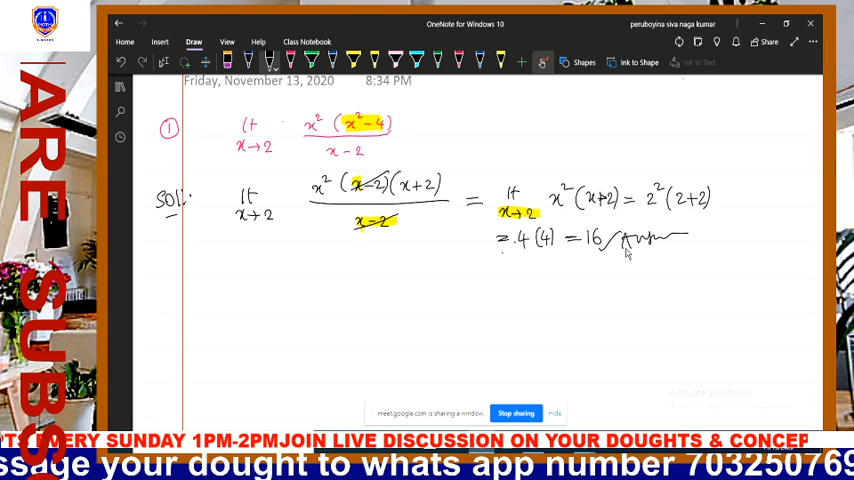 OneNote for Windows 10
peruboyina siva naga kumar
Home Insert Draw View Help Class Notebook Share
Shapes Ink to Shape Ink to Text
Friday, November 13, 2020 8:34 PM
① lt x→2 x² (x²-4) / x-2
Sol: lt x→2 x² (x-2)(x+2) / x-2 = lt x→2 x² (x+2) = 2² (2+2)
= 4 (4) = 16
Activate Windows
meet.google.com is sharing a window. Stop sharing Hide
ARE SUBS
PTS EVERY SUNDAY 1PM-2PMJOIN LIVE DISCUSSION ON YOUR DOUGHTS & CONCEP
ssage your dought to whats app number 703250769